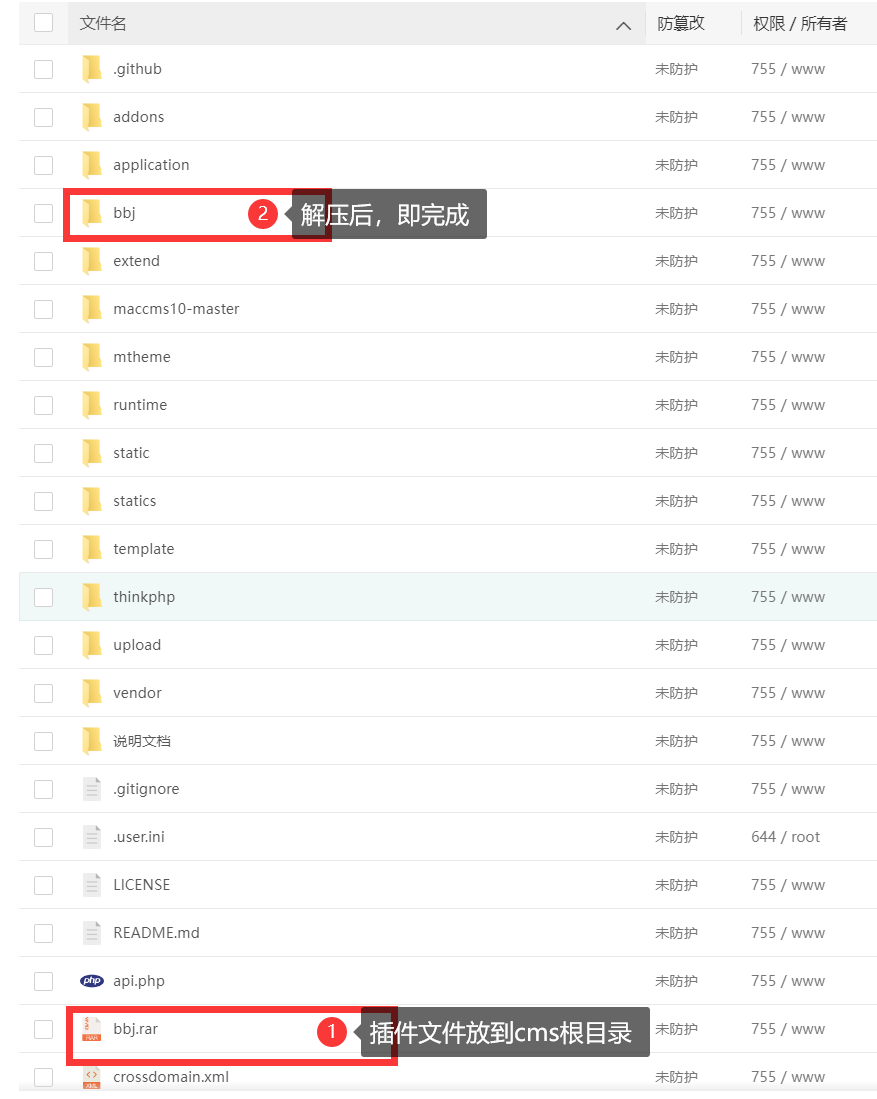 文件名 防篡改 权限 / 所有者
.github 未防护 755 / www
addons 未防护 755 / www
application 未防护 755 / www
bbj 2 解压后，即完成 未防护 755 / www
extend 未防护 755 / www
maccms10-master 未防护 755 / www
mtheme 未防护 755 / www
runtime 未防护 755 / www
static 未防护 755 / www
statics 未防护 755 / www
template 未防护 755 / www
thinkphp 未防护 755 / www
upload 未防护 755 / www
vendor 未防护 755 / www
说明文档 未防护 755 / www
.gitignore 未防护 755 / www
.user.ini 未防护 644 / root
LICENSE 未防护 755 / www
README.md 未防护 755 / www
php api.php 未防护 755 / www
RAR bbj.rar 1 插件文件放到cms根目录 未防护 755 / www
XML crossdomain.xml 未防护 755 / www